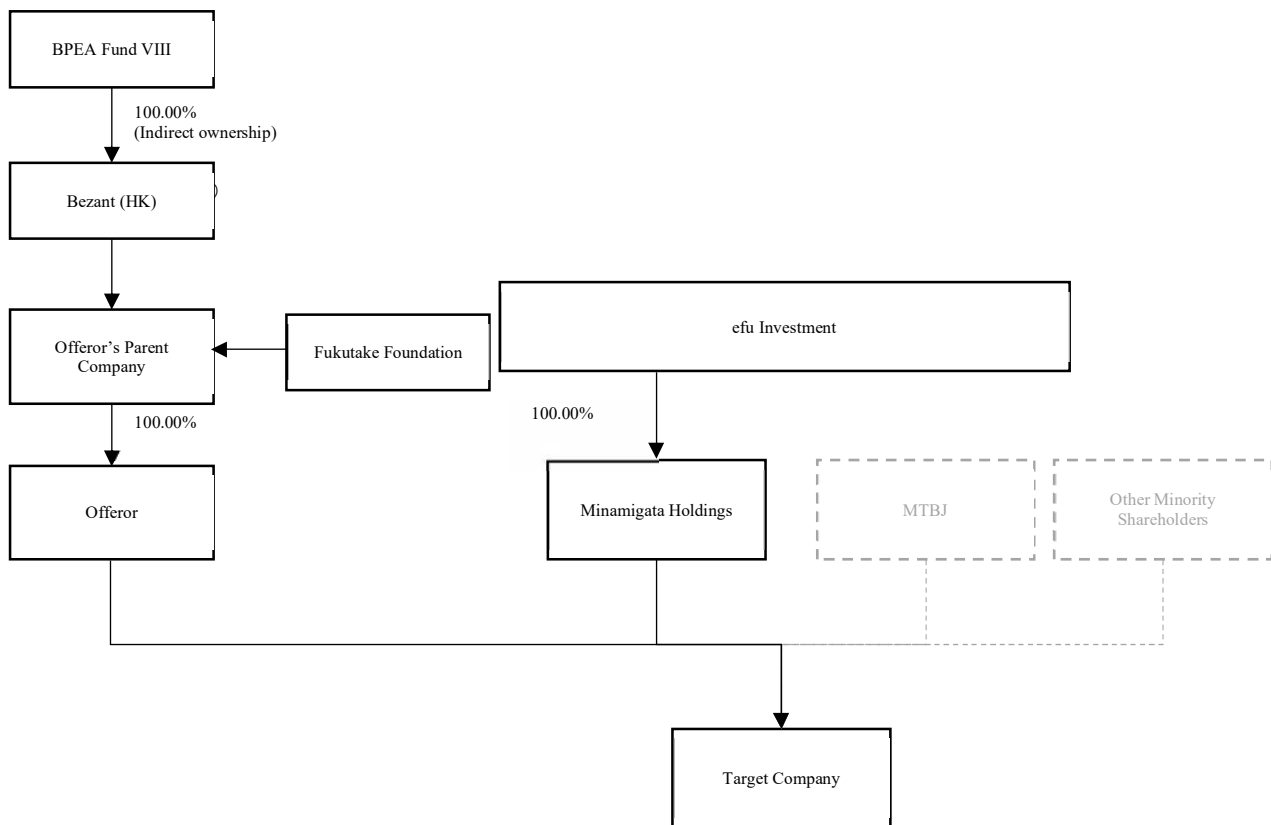 BPEA Fund VIII
100.00%
(Indirect ownership)
Bezant (HK)
Offeror’s Parent
Company
Fukutake Foundation
efu Investment
100.00%
100.00%
Offeror
Minamigata Holdings
MTBJ
Other Minority
Shareholders
Target Company